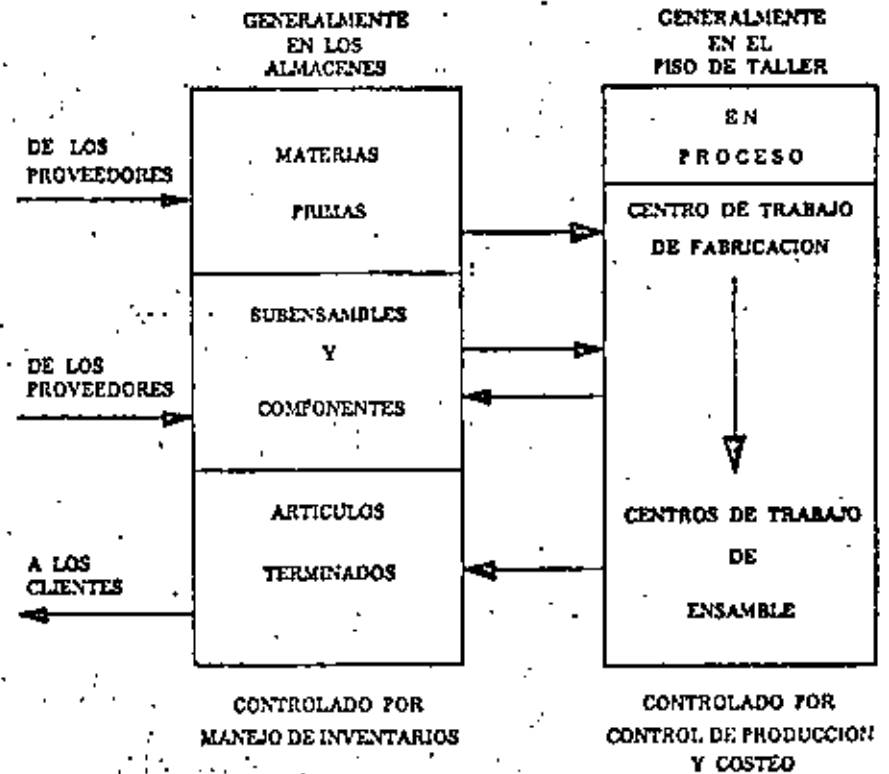 GENERALMENTE
EN LOS
ALMACENES
GENERALMENTE
EN EL
PISO DE TALLER
DE LOS
PROVEEDORES
MATERIAS
PRIMAS
EN
PROCESO
CENTRO DE TRABAJO
DE FABRICACION
SUBENSAMBLES
Y
COMPONENTES
DE LOS
PROVEEDORES
ARTICULOS
TERMINADOS
A LOS
CLIENTES
CENTROS DE TRABAJO
DE
ENSAMBLE
CONTROLADO POR
MANEJO DE INVENTARIOS
CONTROLADO POR
CONTROL DE PRODUCCION
Y COSTEO